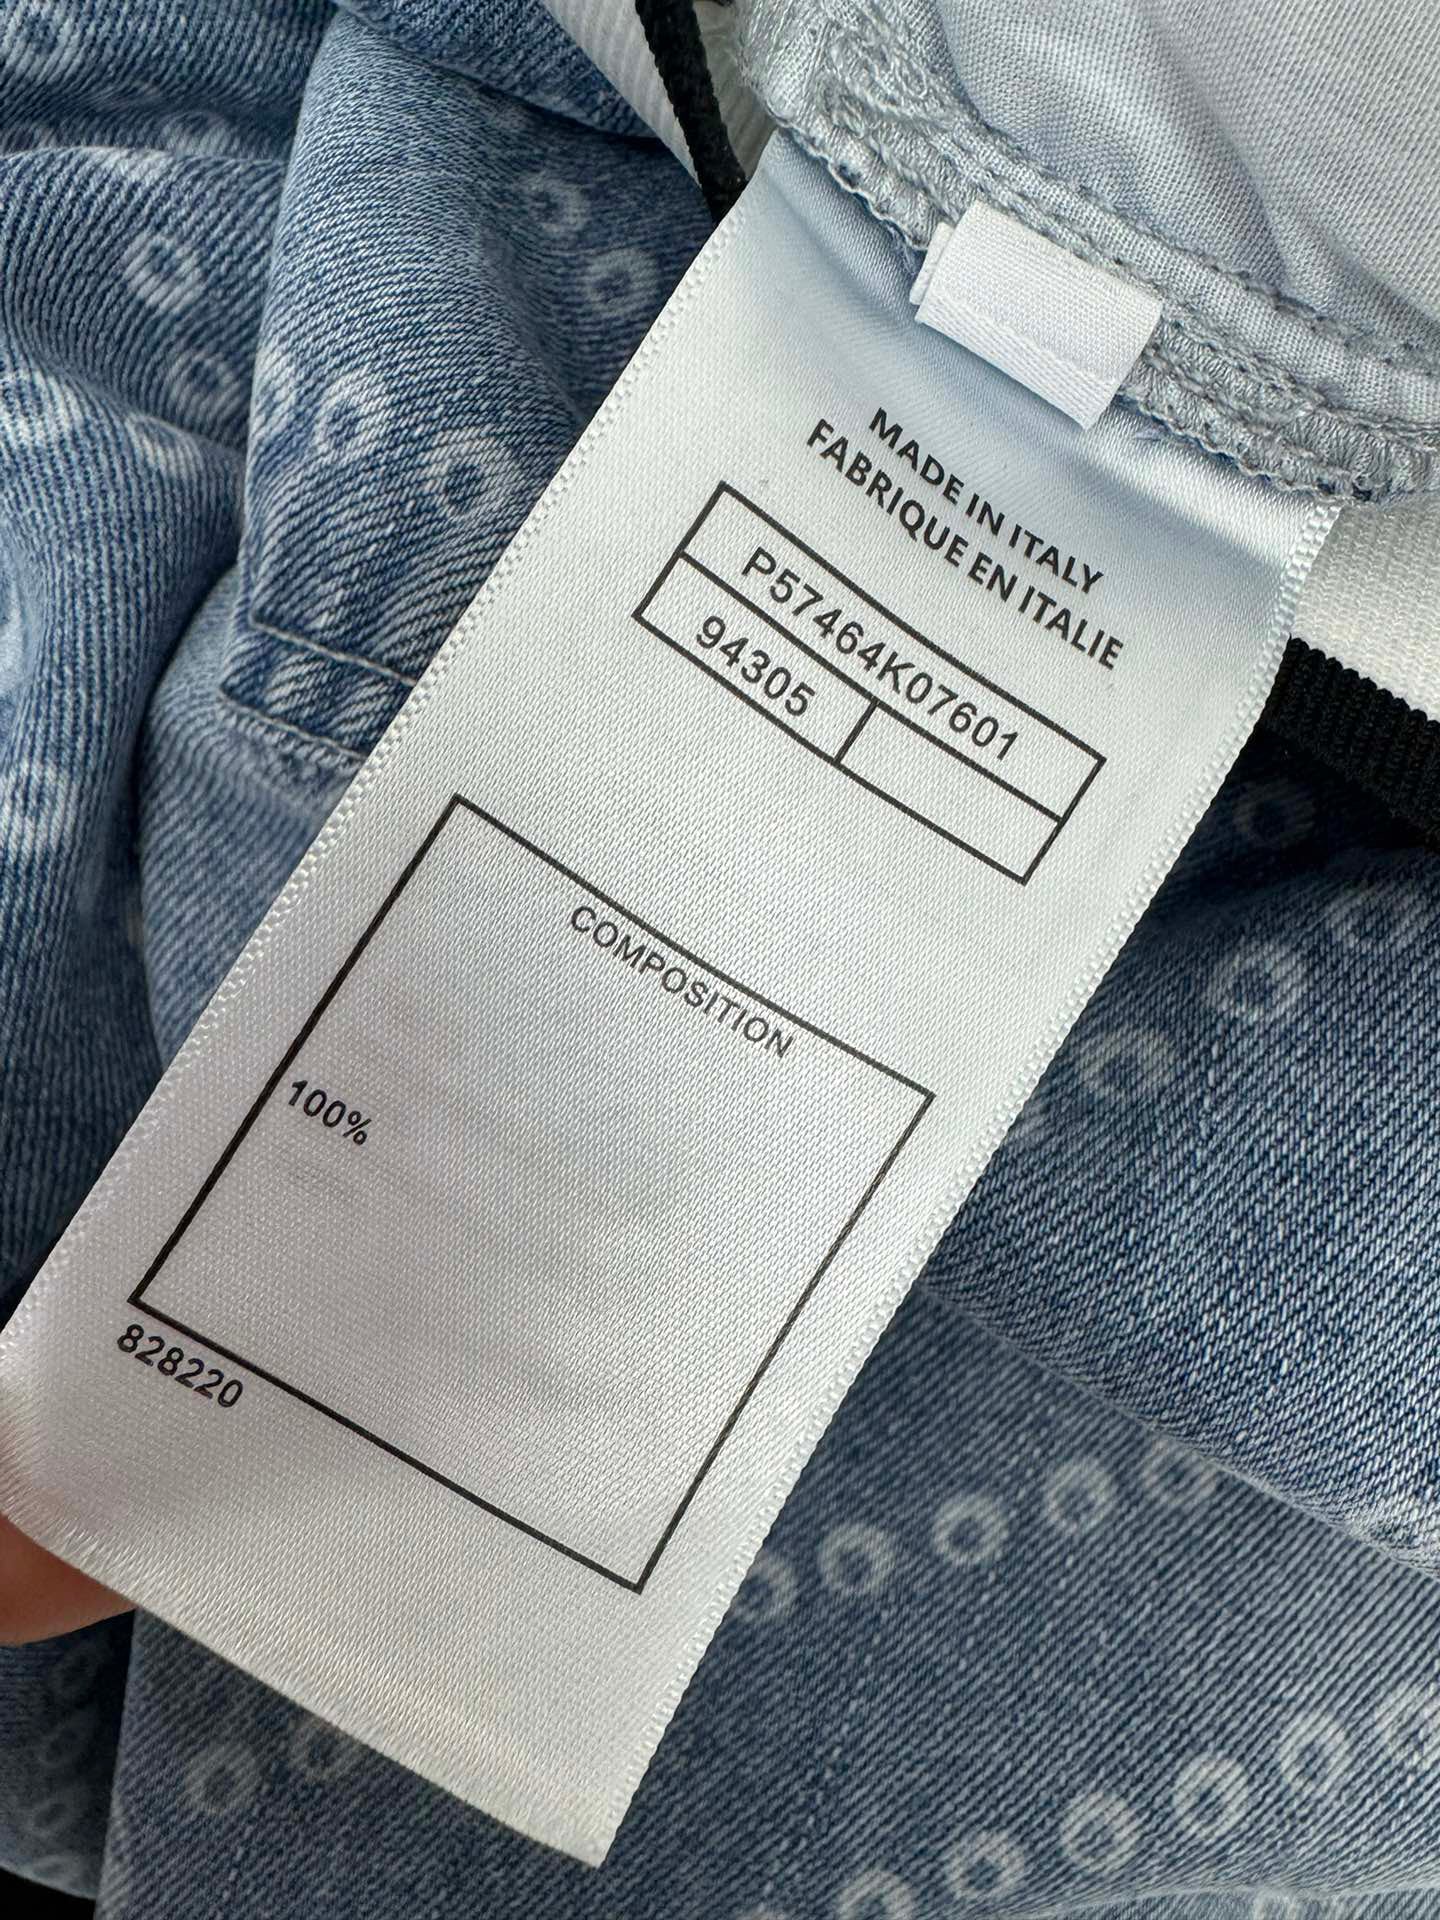 MADE IN ITALY
FABRIQUE EN ITALIE
P57464K07601
94305
COMPOSITION
100%
828220